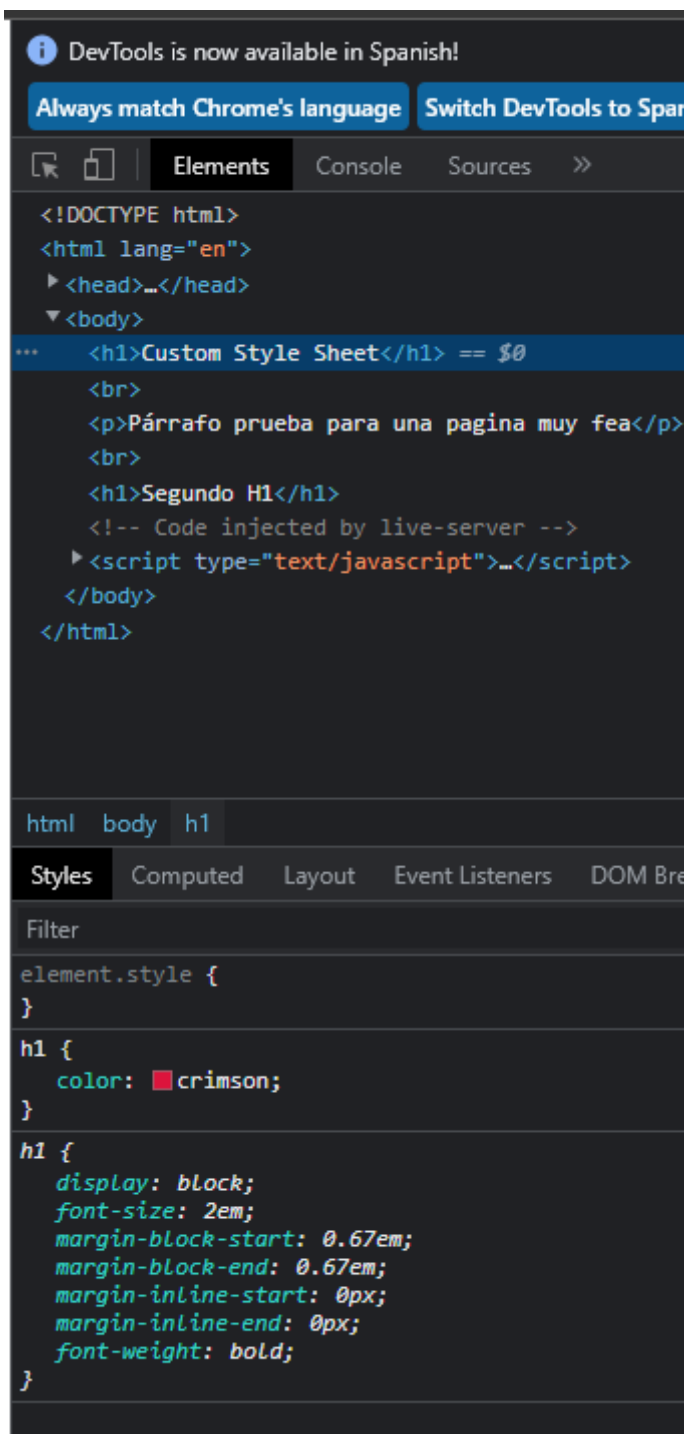 DevTools is now available in Spanish!
Always match Chrome's language Switch DevTools to
Elements Console Sources »
<!DOCTYPE html>
<html lang="en">
<head>…</head>
<body>
<h1>Custom Style Sheet</h1> == $0
<br>
<p>Párrafo prueba para una pagina muy fea</p>
<br>
<h1>Segundo H1</h1>
<!-- Code injected by live-server -->
<script type="text/javascript">…</script>
</body>
</html>
html body h1
Styles Computed Layout Event Listeners DOM
Filter
element.style {
}
h1 {
color: crimson;
}
h1 {
display: block;
font-size: 2em;
margin-block-start: 0.67em;
margin-block-end: 0.67em;
margin-inline-start: 0px;
margin-inline-end: 0px;
font-weight: bold;
}